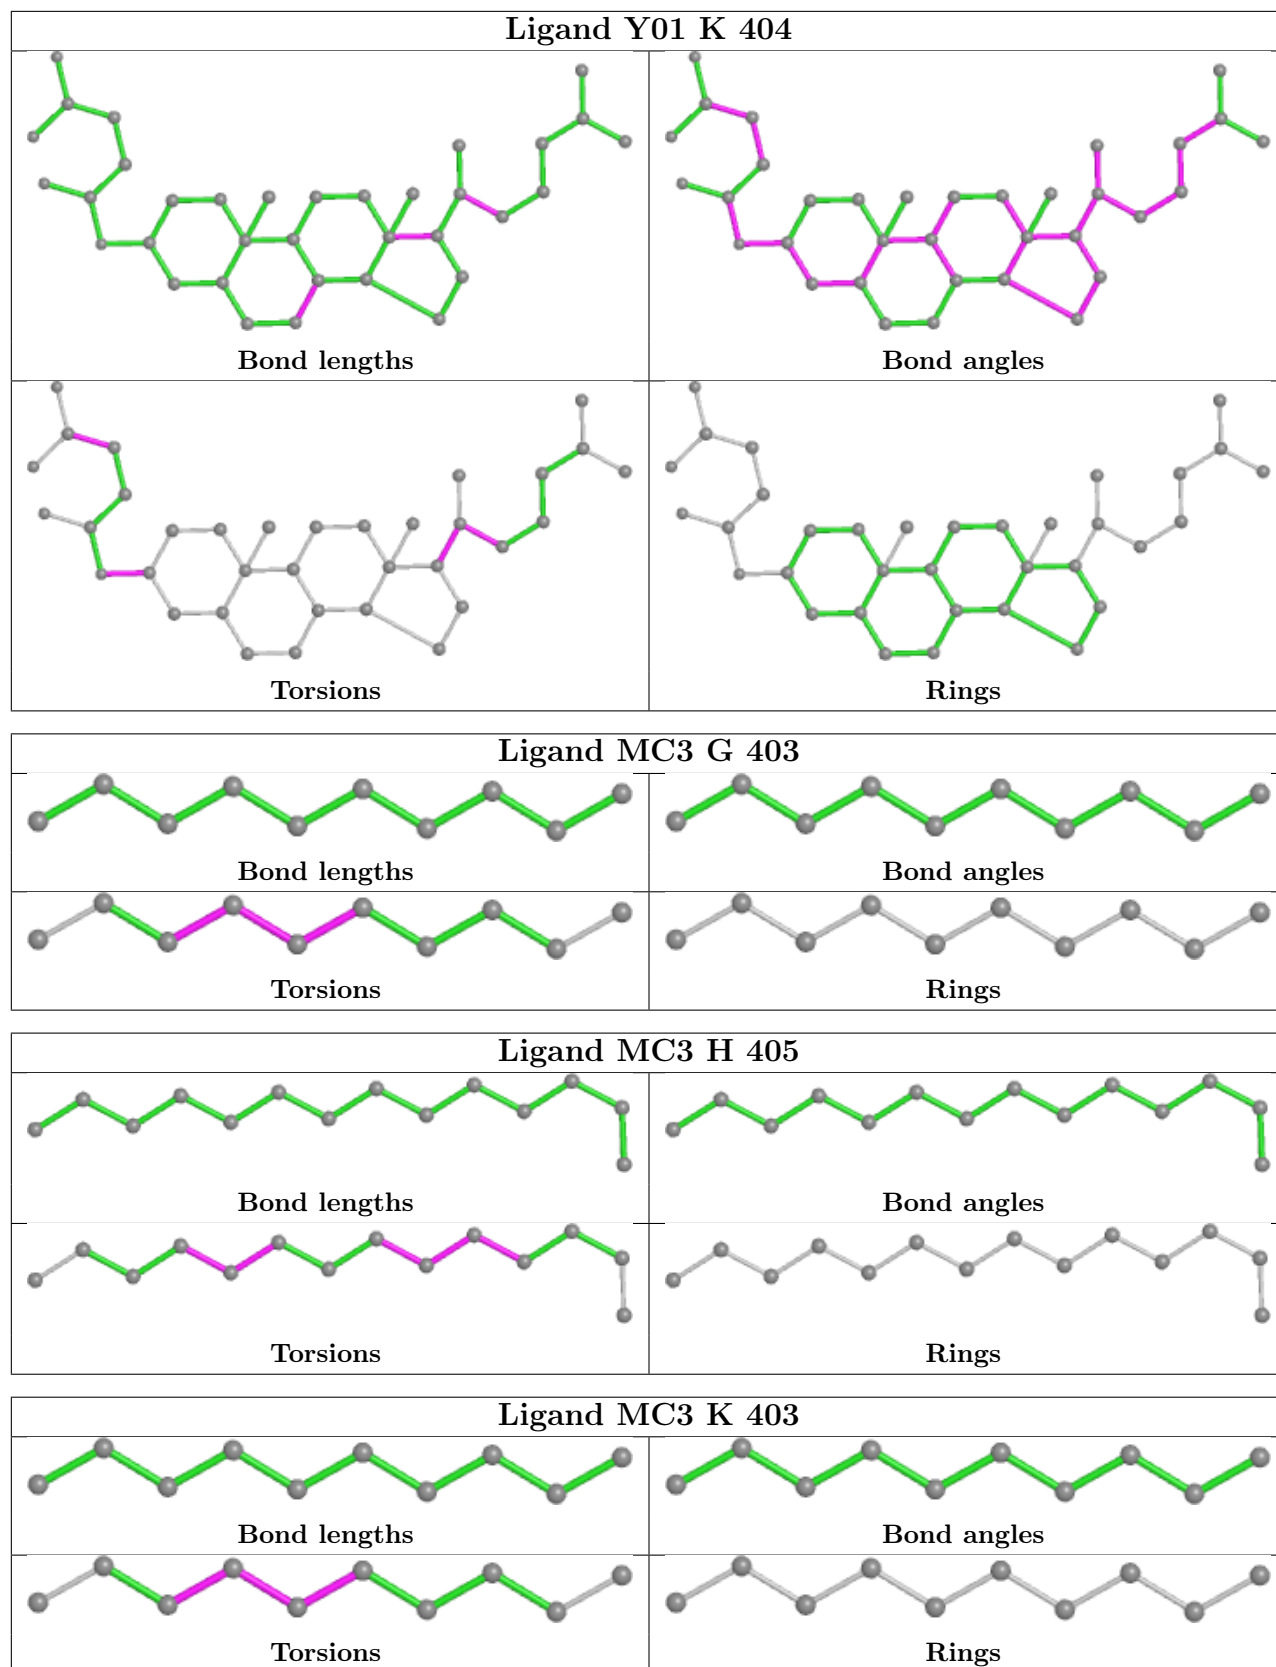 Ligand Y01 K 404
Bond lengths
Bond angles
Torsions
Rings
Ligand MC3 G 403
Bond lengths
Bond angles
Torsions
Rings
Ligand MC3 H 405
Bond lengths
Bond angles
Torsions
Rings
Ligand MC3 K 403
Bond lengths
Bond angles
Torsions
Rings